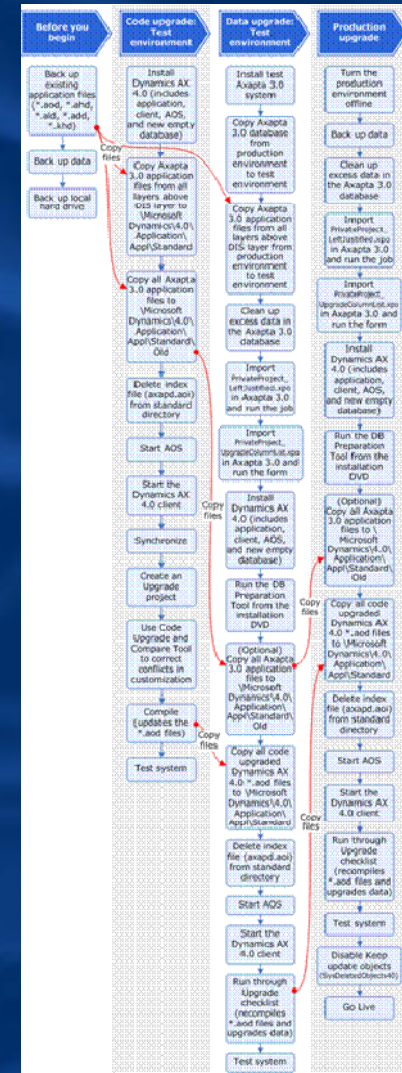 Before you
begin
Back up
existing
application files
(*.aod, *.ahd,
*.ald, *.add,
*.khd)
Back up data
Back up local
hard drive
Copy
files
Code upgrade:
Test
environment
Install
Dynamics AX
4.0 (includes
application,
client, AOS,
and new empty
database)
Copy Axapta
3.0 application
files from all
layers above
DIS layer to
\Microsoft
Dynamics\4.0\
Application\
Appl\Standard
Copy all Axapta
3.0 application
files to
\Microsoft
Dynamics\4.0\
Application\
Appl\Standard\
Old
Delete index
file (axapd.aoi)
from standard
directory
Start AOS
Start the
Dynamics AX
4.0 client
Synchronize
Create an
Upgrade
project
Use Code
Upgrade and
Compare Tool
to correct
conflicts in
customization
Compile
(updates the
*.aod files)
Test system
Copy
files
Copy
files
Data upgrade:
Test
environment
Install test
Axapta 3.0
system
Copy Axapta
3.0 database
from
production
environment
to test
environment
Copy Axapta
3.0 application
files from all
layers above
DIS layer from
production
environment
to test
environment
Clean up
excess data in
the Axapta 3.0
database
Import
PrivateProject_
LeftJustified.xpo
in Axapta 3.0
and run the job
Import
PrivateProject_
UpgradeColumnList.xpo
in Axapta 3.0 and
run the form
Install
Dynamics AX
4.0 (includes
application,
client, AOS,
and new empty
database)
Run the DB
Preparation
Tool from the
installation
DVD
(Optional)
Copy all Axapta
3.0 application
files to
\Microsoft
Dynamics\4.0\
Application\
Appl\Standard\
Old
Copy all code
upgraded
Dynamics AX
4.0 *.aod files
to \Microsoft
Dynamics\4.0\
Application\
Appl\Standard
Delete index
file (axapd.aoi)
from standard
directory
Start AOS
Start the
Dynamics AX
4.0 client
Run through
Upgrade
checklist
(recompiles
*.aod files and
upgrades data)
Test system
Copy
files
Copy
files
Production
upgrade
Turn the
production
environment
offline
Back up data
Clean up
excess data in
the Axapta 3.0
database
Import
PrivateProject_
LeftJustified.xpo
in Axapta 3.0
and run the job
Import
PrivateProject_
UpgradeColumnList.xpo
in Axapta 3.0 and
run the form
Install
Dynamics AX
4.0 (includes
application,
client, AOS,
and new empty
database)
Run the DB
Preparation
Tool from the
installation
DVD
(Optional)
Copy all Axapta
3.0 application
files to \
Microsoft
Dynamics\4.0\
Application\
Appl\Standard\
Old
Copy all code
upgraded
Dynamics AX
4.0 *.aod files
to \Microsoft
Dynamics\4.0\
Application\
Appl\Standard
Delete index
file (axapd.aoi)
from standard
directory
Start AOS
Start the
Dynamics AX
4.0 client
Run through
Upgrade
checklist
(recompiles
*.aod files and
upgrades data)
Test system
Disable Keep
update objects
(SysDeletedObjects40)
Go Live